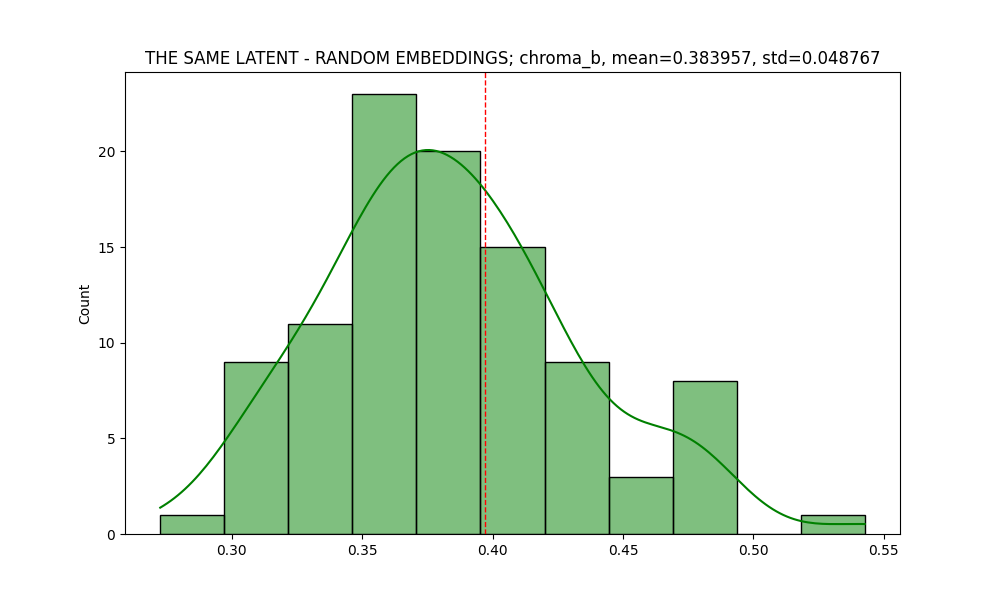 THE SAME LATENT - RANDOM EMBEDDINGS; chroma_b, mean=0.383957, std=0.048767
20
15
10
5
0
Count
0.30 0.35 0.40 0.45 0.50 0.55